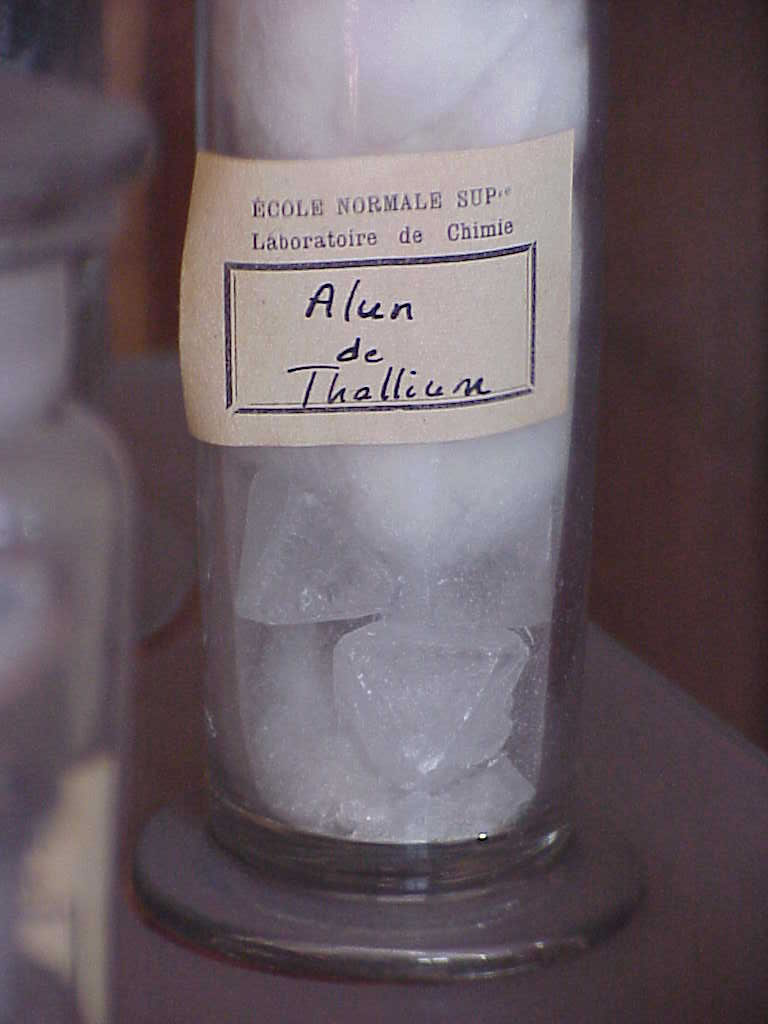 ÉCOLE NORMALE SUPre
Laboratoire de Chimie
Alun
de
Thallium